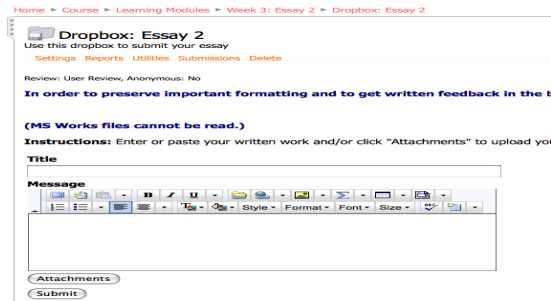 Home ► Course ► Learning Modules ► Week 3: Essay 2 ► Dropbox: Essay 2
Dropbox: Essay 2
Use this dropbox to submit your essay
Settings Reports Utilities Submissions Delete
Review: User Review, Anonymous: No
In order to preserve important formatting and to get written feedback in the
(MS Works files cannot be read.)
Instructions: Enter or paste your written work and/or click "Attachments" to upload
Title
Message
B I U
Style Format Font Size
Attachments
Submit